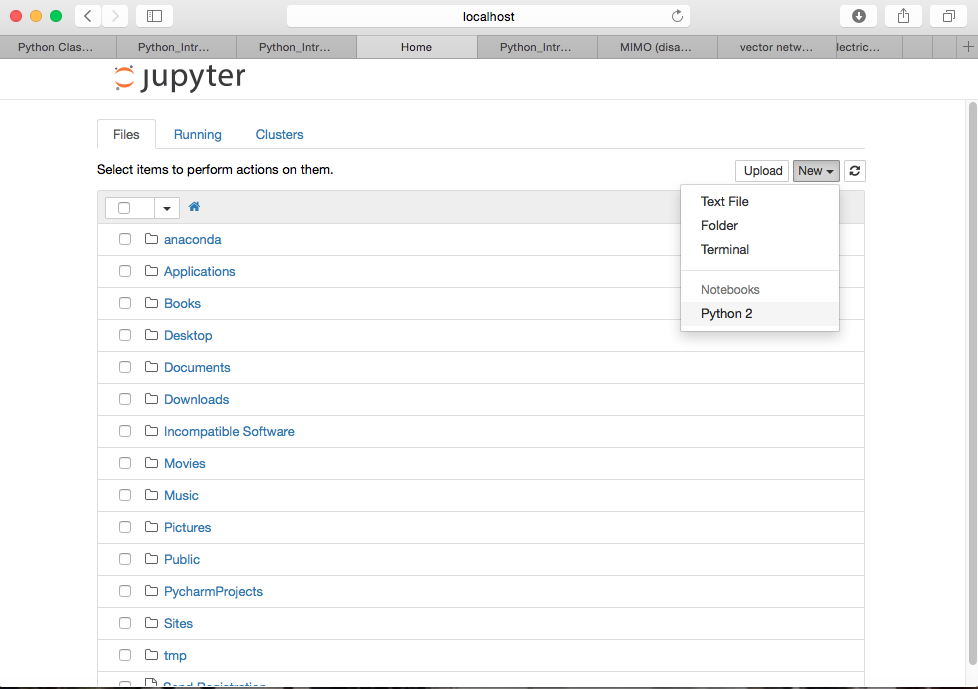 localhost
Python Clas...
Python_Intr...
Python_Intr...
Home
Python_Intr...
MIMO (disa...
vector netw...
lectric...
jupyter
Files
Running
Clusters
Select items to perform actions on them.
Upload
New
Text File
Folder
Terminal
Notebooks
Python 2
anaconda
Applications
Books
Desktop
Documents
Downloads
Incompatible Software
Movies
Music
Pictures
Public
PycharmProjects
Sites
tmp
Send Registration